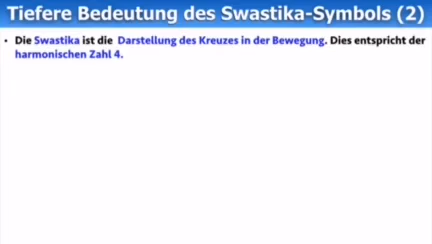 Tiefere Bedeutung des Swastika-Symbols (2)
• Die Swastika ist die Darstellung des Kreuzes in der Bewegung. Dies entspricht der
harmonischen Zahl 4.